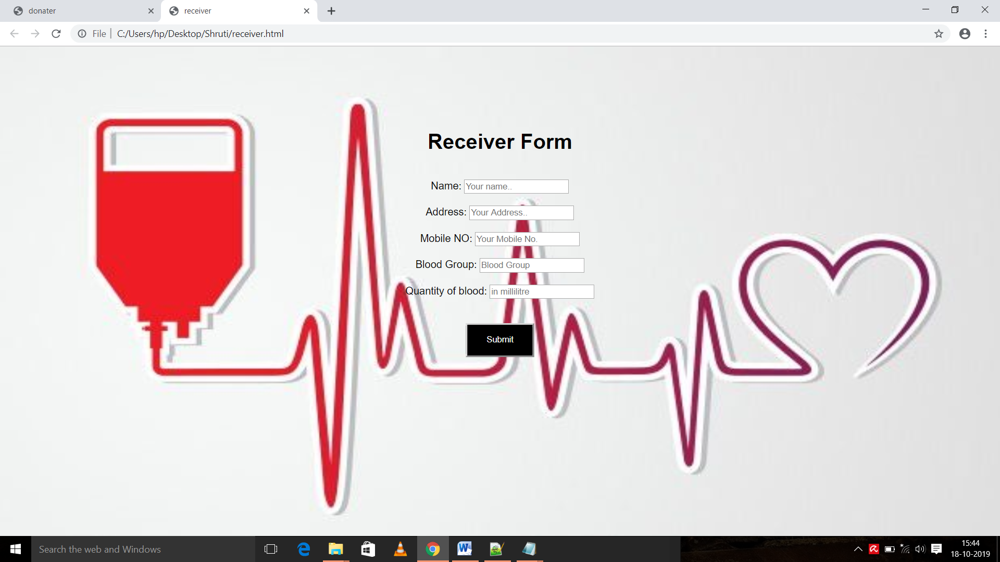 donater
receiver
File
C:/Users/hp/Desktop/Shruti/receiver.html
Receiver Form
Name: Your name..
Address: Your Address..
Mobile NO: Your Mobile No.
Blood Group: Blood Group
Quantity of blood: in millilitre
Submit
Search the web and Windows
15:44
18-10-2019